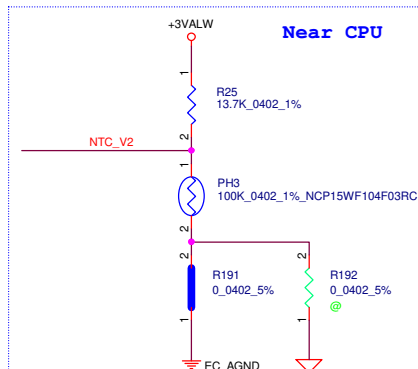 +3VALW
Near CPU
1
R25
13.7K_0402_1%
2
NTC_V2
1
PH3
100K_0402_1%_NCP15WF104F03RC
2
2
2
R191
0_0402_5%
R192
0_0402_5%
@
1
1
EC_AGND